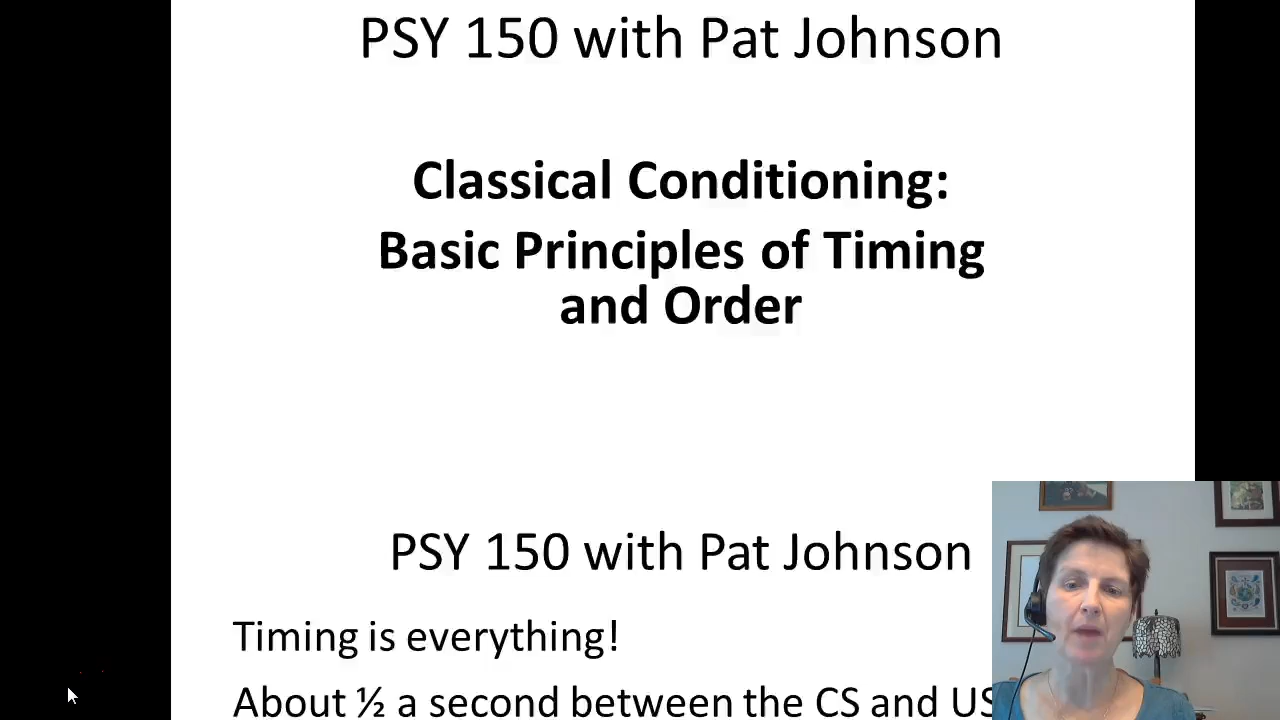 PSY 150 with Pat Johnson
Classical Conditioning:
Basic Principles of Timing
and Order
PSY 150 with Pat Johnson
Timing is everything!
About ½ a second between the CS and US